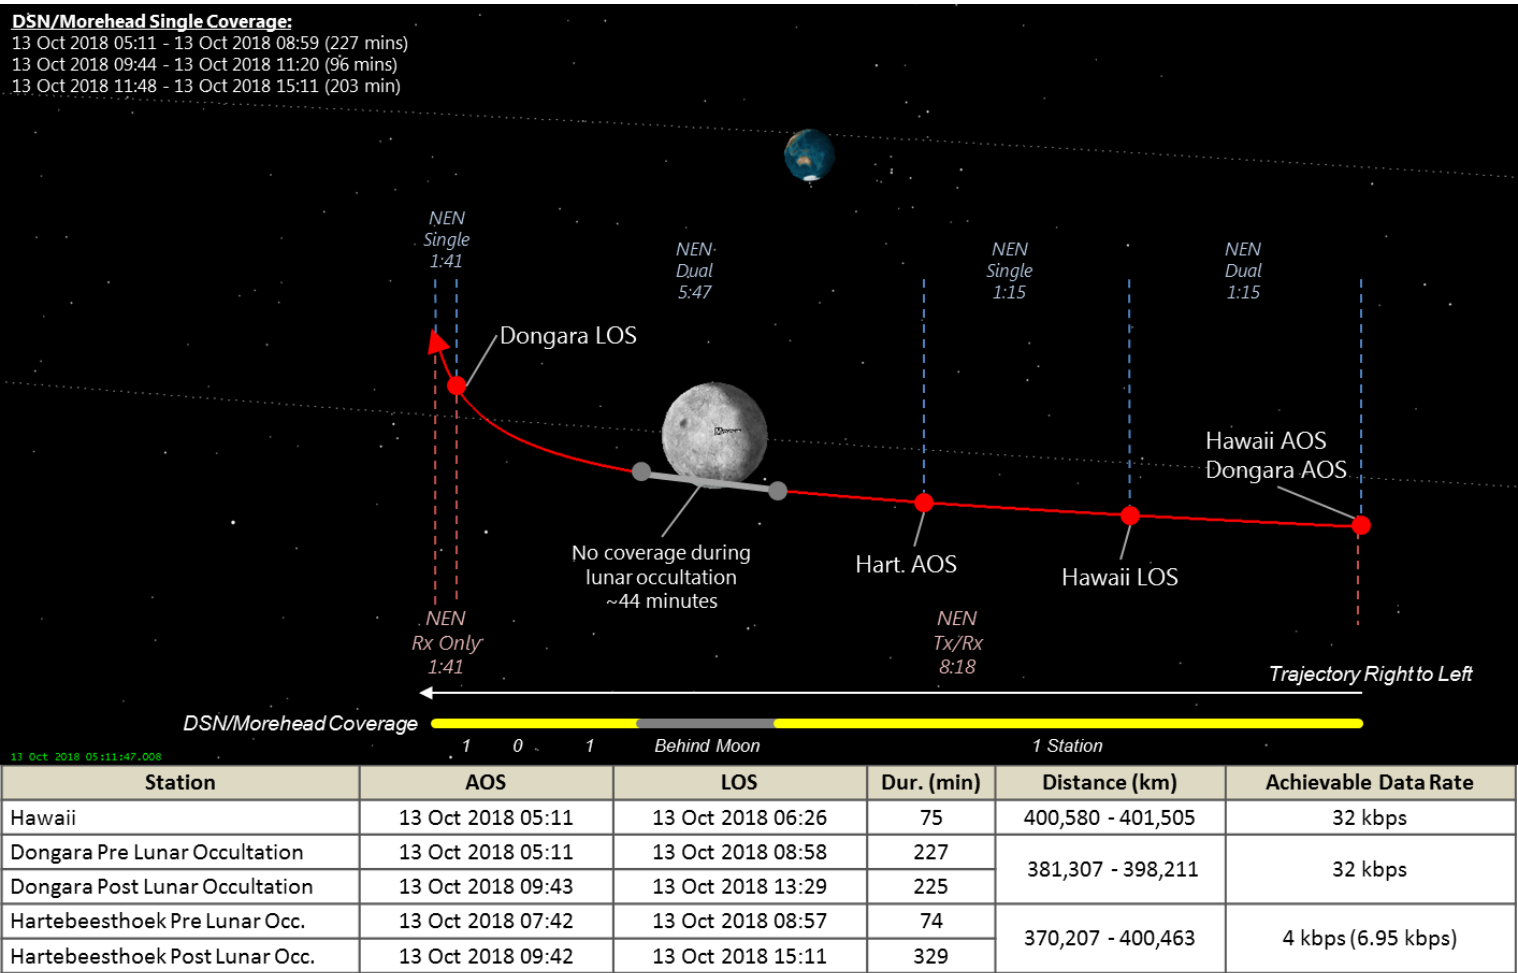 DSN/Morehead Single Coverage:
13 Oct 2018 05:11 - 13 Oct 2018 08:59 (227 mins)
13 Oct 2018 09:44 - 13 Oct 2018 11:20 (96 mins)
13 Oct 2018 11:48 - 13 Oct 2018 15:11 (203 min)
NEN
Single
1:41
NEN
Dual
5:47
NEN
Single
1:15
NEN
Dual
1:15
Dongara LOS
Hawaii AOS
Dongara AOS
No coverage during
lunar occultation
~44 minutes
Hart. AOS
Hawaii LOS
NEN
Rx Only
1:41
NEN
Tx/Rx
8:18
Trajectory Right to Left
DSN/Morehead Coverage
1 0 1 Behind Moon 1 Station
13 Oct 2018 05:11:47.008
Station AOS LOS Dur. (min) Distance (km) Achievable Data Rate
Hawaii 13 Oct 2018 05:11 13 Oct 2018 06:26 75 400,580 - 401,505 32 kbps
Dongara Pre Lunar Occultation 13 Oct 2018 05:11 13 Oct 2018 08:58 227 381,307 - 398,211 32 kbps
Dongara Post Lunar Occultation 13 Oct 2018 09:43 13 Oct 2018 13:29 225
Hartebeesthoek Pre Lunar Occ. 13 Oct 2018 07:42 13 Oct 2018 08:57 74 370,207 - 400,463 4 kbps (6.95 kbps)
Hartebeesthoek Post Lunar Occ. 13 Oct 2018 09:42 13 Oct 2018 15:11 329